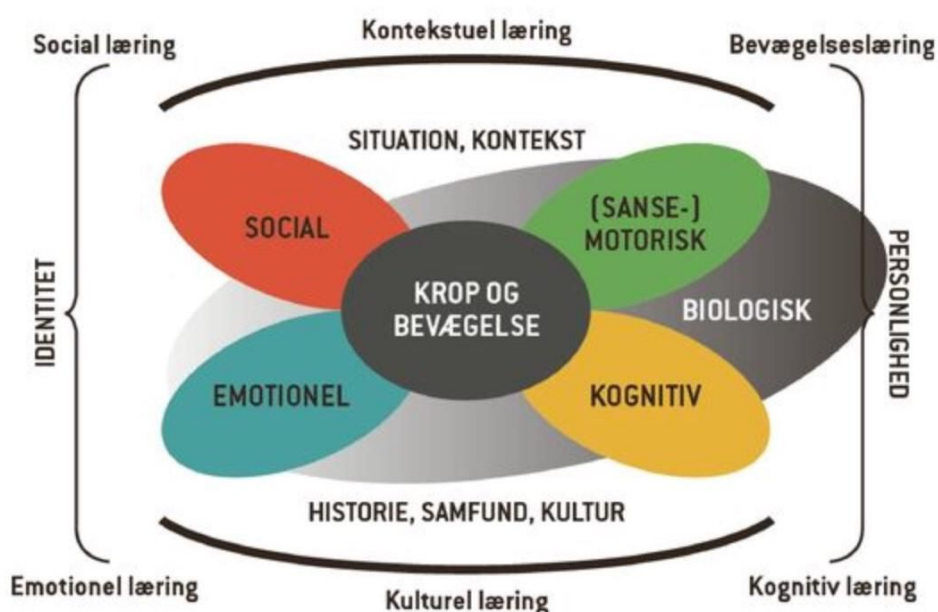 Social læring
Kontekstuel læring
Bevægelseslæring
SITUATION, KONTEKST
SOCIAL
(SANSE-)
MOTORISK
IDENTITET
KROP OG
BEVÆGELSE
BIOLOGISK
PERSONLIGHED
EMOTIONEL
KOGNITIV
HISTORIE, SAMFUND, KULTUR
Emotionel læring
Kulturel læring
Kognitiv læring